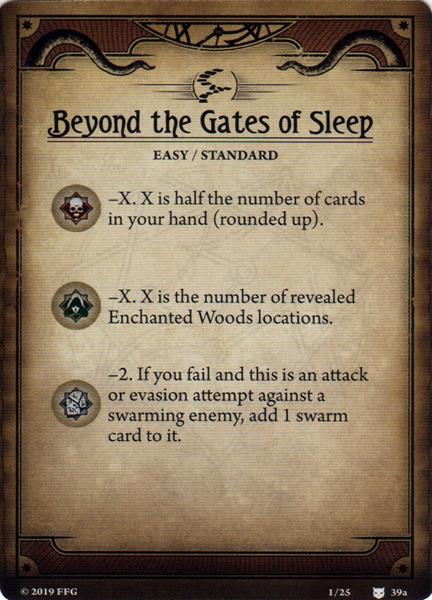 Beyond the Gates of Sleep
EASY / STANDARD
–X. X is half the number of cards
in your hand (rounded up).
–X. X is the number of revealed
Enchanted Woods locations.
–2. If you fail and this is an attack
or evasion attempt against a
swarming enemy, add 1 swarm
card to it.
© 2019 FFG 1/25 39a